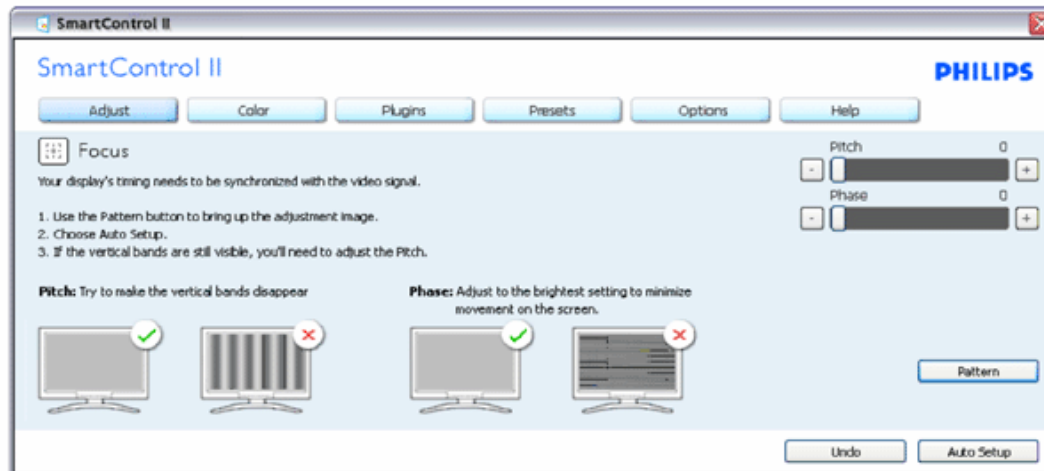 SmartControl II
SmartControl II
PHILIPS
Adjust Color Plugins Presets Options Help
Focus
Your display's timing needs to be synchronized with the video signal.
1. Use the Pattern button to bring up the adjustment image.
2. Choose Auto Setup.
3. If the vertical bands are still visible, you'll need to adjust the Pitch.
Pitch 0
- +
Phase 0
- +
Pitch: Try to make the vertical bands disappear
Phase: Adjust to the brightest setting to minimize
movement on the screen.
Pattern
Undo Auto Setup